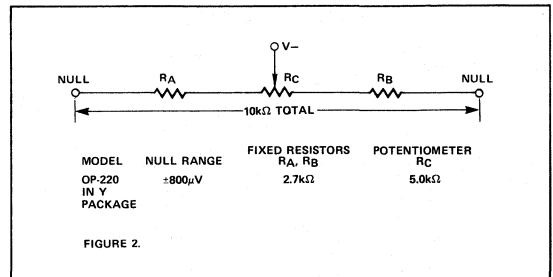 V–
NULL RA RC RB NULL
10kΩ TOTAL
MODEL NULL RANGE FIXED RESISTORS RA, RB POTENTIOMETER RC
OP-220 IN Y PACKAGE ±800μV 2.7kΩ 5.0kΩ
FIGURE 2.